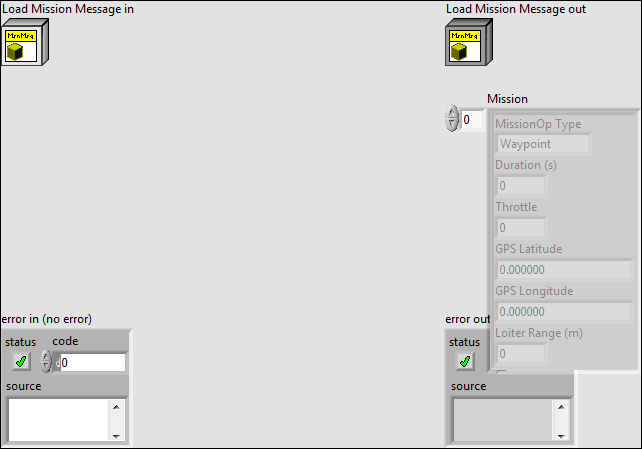 Load Mission Message in
Load Mission Message out
MsnMsg
MsnMsg
Mission
0
MissionOp Type
Waypoint
Duration (s)
0
Throttle
0
GPS Latitude
0.000000
GPS Longitude
0.000000
Loiter Range (m)
0
error in (no error)
status
code
0
source
error out
status
source